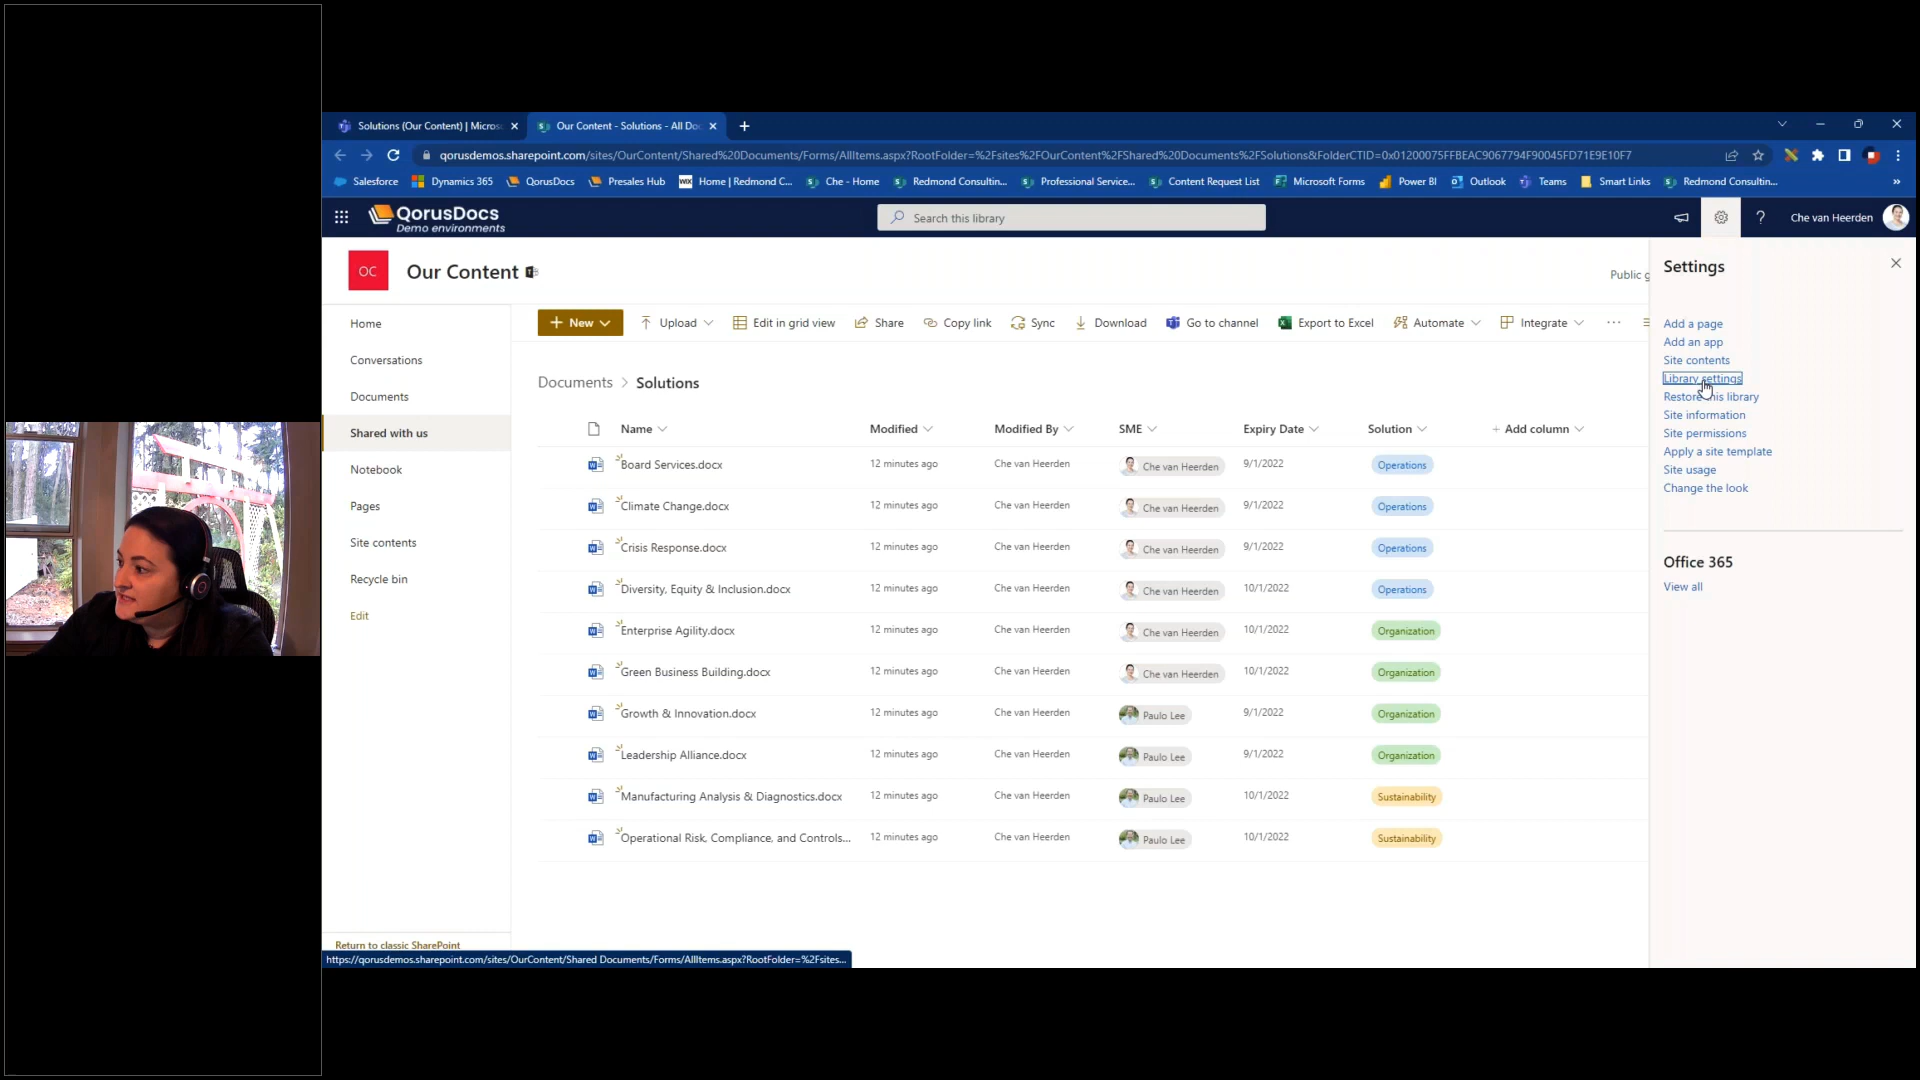 Solutions (Our Content) | Micros
Our Content - Solutions - All Do
qorusdemos.sharepoint.com/sites/OurContent/Shared%20Documents/Forms/AllItems.aspx?RootFolder=%2Fsites%2FOurContent%2FShared%20Documents%2FSolutions&FolderCTID=0x01200075FFBEAC9067794F90045FD71E9E10F7
Salesforce Dynamics 365 QorusDocs Presales Hub Home | Redmond C... Che - Home Redmond Consultin... Professional Service... Content Request List Microsoft Forms Power BI Outlook Teams Smart Links Redmond Consultin... »
QorusDocs
Demo environments
Search this library
? Che van Heerden
OC
Our Content
Public g
Settings
Home
Conversations
Documents
Shared with us
Notebook
Pages
Site contents
Recycle bin
Edit
Return to classic SharePoint
+ New Upload Edit in grid view Share Copy link Sync Download Go to channel Export to Excel Automate Integrate ...
Documents > Solutions
Name Modified Modified By SME Expiry Date Solution + Add column
Board Services.docx 12 minutes ago Che van Heerden Che van Heerden 9/1/2022 Operations
Climate Change.docx 12 minutes ago Che van Heerden Che van Heerden 9/1/2022 Operations
Crisis Response.docx 12 minutes ago Che van Heerden Che van Heerden 9/1/2022 Operations
Diversity, Equity & Inclusion.docx 12 minutes ago Che van Heerden Che van Heerden 10/1/2022 Operations
Enterprise Agility.docx 12 minutes ago Che van Heerden Che van Heerden 10/1/2022 Organization
Green Business Building.docx 12 minutes ago Che van Heerden Che van Heerden 10/1/2022 Organization
Growth & Innovation.docx 12 minutes ago Che van Heerden Paulo Lee 9/1/2022 Organization
Leadership Alliance.docx 12 minutes ago Che van Heerden Paulo Lee 9/1/2022 Organization
Manufacturing Analysis & Diagnostics.docx 12 minutes ago Che van Heerden Paulo Lee 10/1/2022 Sustainability
Operational Risk, Compliance, and Controls... 12 minutes ago Che van Heerden Paulo Lee 10/1/2022 Sustainability
Add a page
Add an app
Site contents
Library settings
Restore this library
Site information
Site permissions
Apply a site template
Site usage
Change the look
Office 365
View all
https://qorusdemos.sharepoint.com/sites/OurContent/Shared Documents/Forms/AllItems.aspx?RootFolder=%2Fsites...